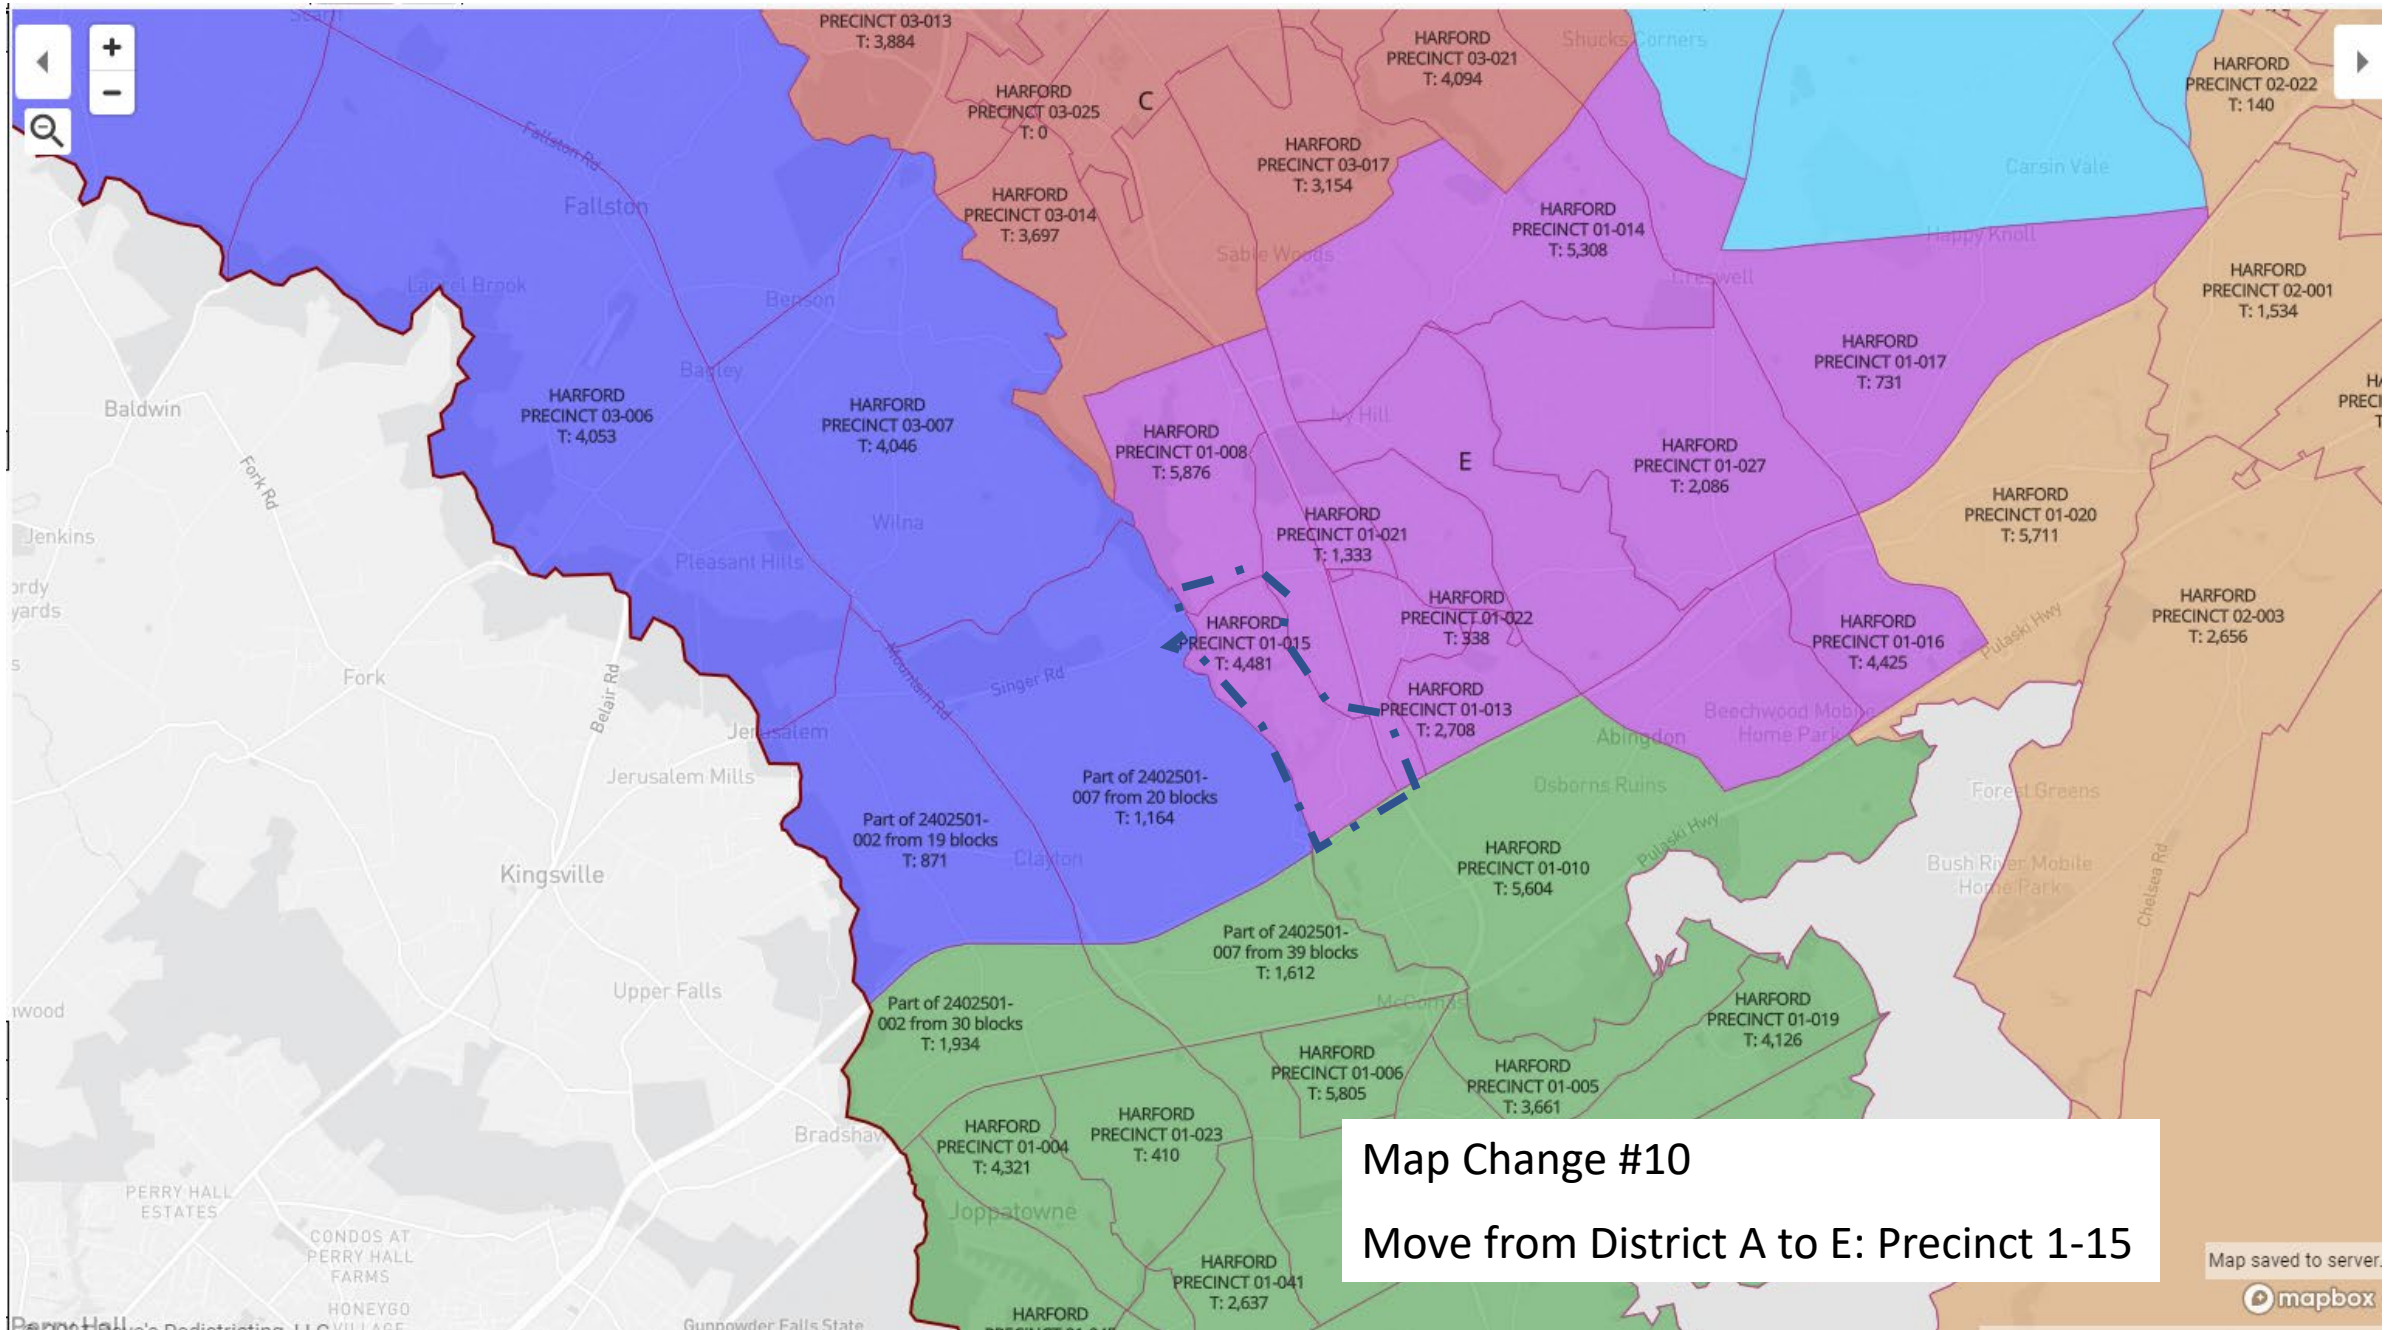 PRECINCT 03-013
T: 3,884
HARFORD
PRECINCT 03-021
T: 4,094
Shucks Corners
HARFORD
PRECINCT 02-022
T: 140
HARFORD
PRECINCT 03-025
T: 0
C
Fallston Rd
HARFORD
PRECINCT 03-017
T: 3,154
Carsin Vale
Fallston
HARFORD
PRECINCT 03-014
T: 3,697
HARFORD
PRECINCT 01-014
T: 5,308
Happy Knoll
Sable Woods
Creswell
HARFORD
PRECINCT 02-001
T: 1,534
Laurel Brook
Benson
HARFORD
PRECINCT 01-017
T: 731
Bagley
Baldwin
HARFORD
PRECINCT 03-006
T: 4,053
HARFORD
PRECINCT 03-007
T: 4,046
Ivy Hill
HARFORD
PRECINCT 01-008
T: 5,876
E
HARFORD
PRECINCT 01-027
T: 2,086
Fork Rd
HARFORD
PRECINCT 01-020
T: 5,711
Jenkins
Wilna
HARFORD
PRECINCT 01-021
T: 1,333
Pleasant Hills
HARFORD
PRECINCT 01-022
T: 338
HARFORD
PRECINCT 01-015
T: 4,481
HARFORD
PRECINCT 01-016
T: 4,425
Pulaski Hwy
HARFORD
PRECINCT 02-003
T: 2,656
Fork
Belair Rd
Mountain Rd
Singer Rd
HARFORD
PRECINCT 01-013
T: 2,708
Beechwood Mobile
Home Park
Abingdon
Jerusalem
Jerusalem Mills
Part of 2402501-
007 from 20 blocks
T: 1,164
Osborns Ruins
Forest Greens
Part of 2402501-
002 from 19 blocks
T: 871
Clayton
Pulaski Hwy
Kingsville
HARFORD
PRECINCT 01-010
T: 5,604
Bush River Mobile
Home Park
Chelsea Rd
Part of 2402501-
007 from 39 blocks
T: 1,612
Upper Falls
Part of 2402501-
002 from 30 blocks
T: 1,934
McComas
HARFORD
PRECINCT 01-019
T: 4,126
HARFORD
PRECINCT 01-006
T: 5,805
HARFORD
PRECINCT 01-005
T: 3,661
Bradshaw
HARFORD
PRECINCT 01-004
T: 4,321
HARFORD
PRECINCT 01-023
T: 410
Map Change #10
PERRY HALL
ESTATES
Joppatowne
Move from District A to E: Precinct 1-15
CONDOS AT
PERRY HALL
FARMS
HARFORD
PRECINCT 01-041
T: 2,637
Map saved to server.
HONEYGO
VILLAGE
HARFORD
mapbox
Perry Hall
Gunpowder Falls State